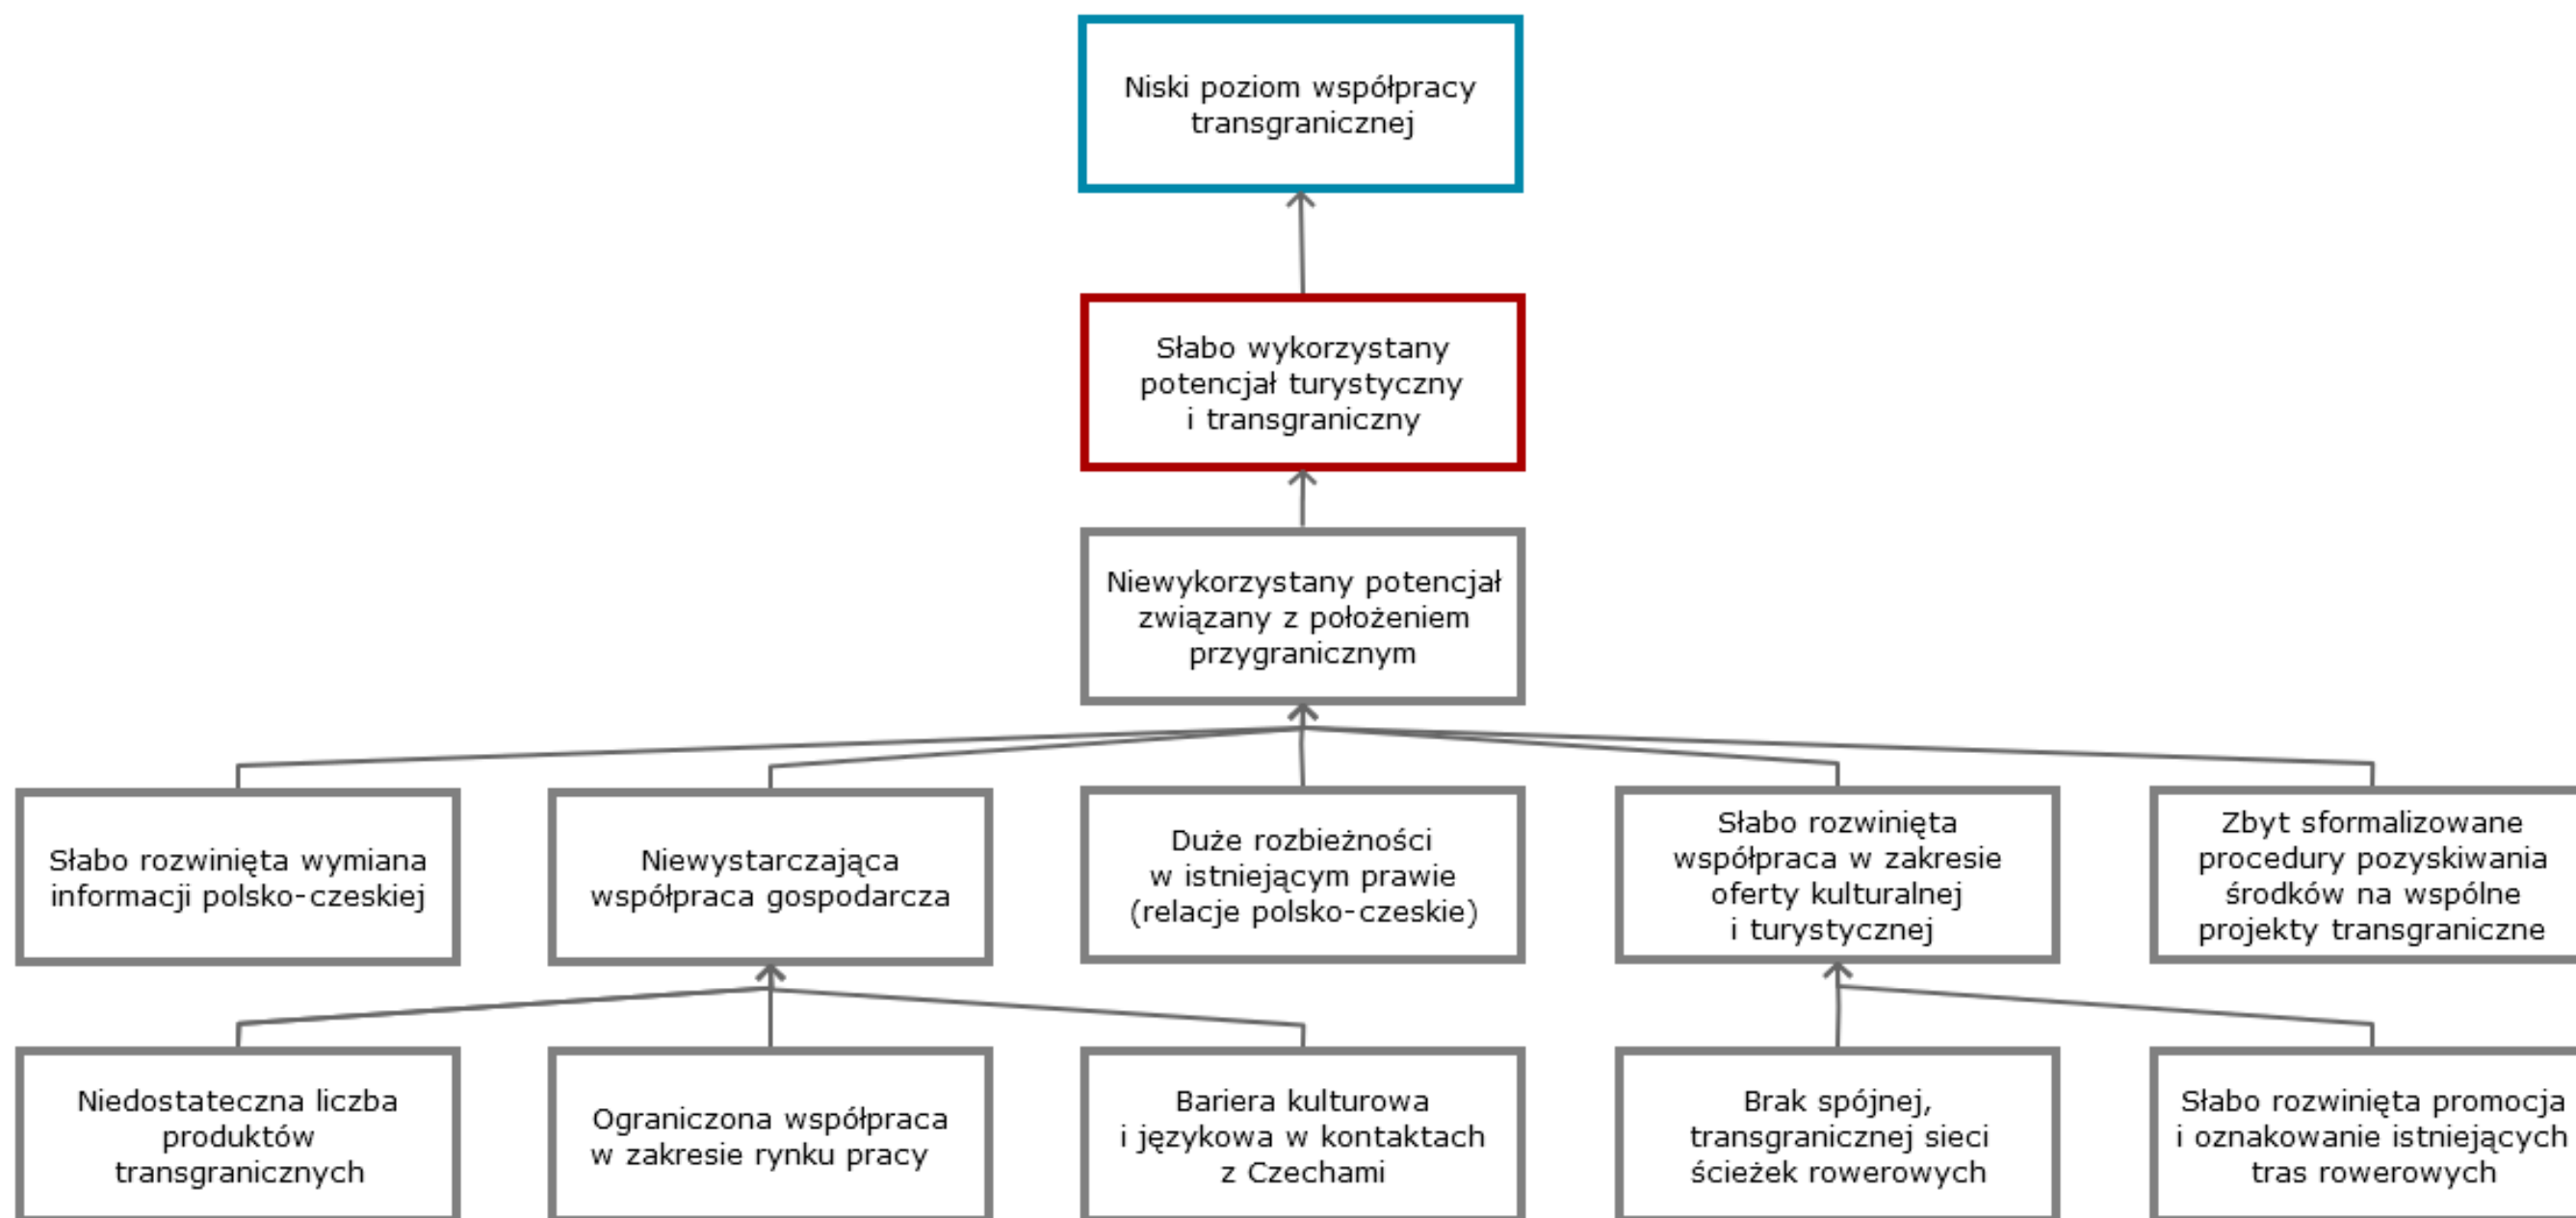 Niski poziom współpracy
transgranicznej
Słabo wykorzystany
potencjał turystyczny
i transgraniczny
Niewykorzystany potencjał
związany z położeniem
przygranicznym
Słabo rozwinięta wymiana
informacji polsko-czeskiej
Niewystarczająca
współpraca gospodarcza
Duże rozbieżności
w istniejącym prawie
(relacje polsko-czeskie)
Słabo rozwinięta
współpraca w zakresie
oferty kulturalnej
i turystycznej
Zbyt sformalizowane
procedury pozyskiwania
środków na wspólne
projekty transgraniczne
Niedostateczna liczba
produktów
transgranicznych
Ograniczona współpraca
w zakresie rynku pracy
Bariera kulturowa
i językowa w kontaktach
z Czechami
Brak spójnej,
transgranicznej sieci
ścieżek rowerowych
Słabo rozwinięta promocja
i oznakowanie istniejących
tras rowerowych